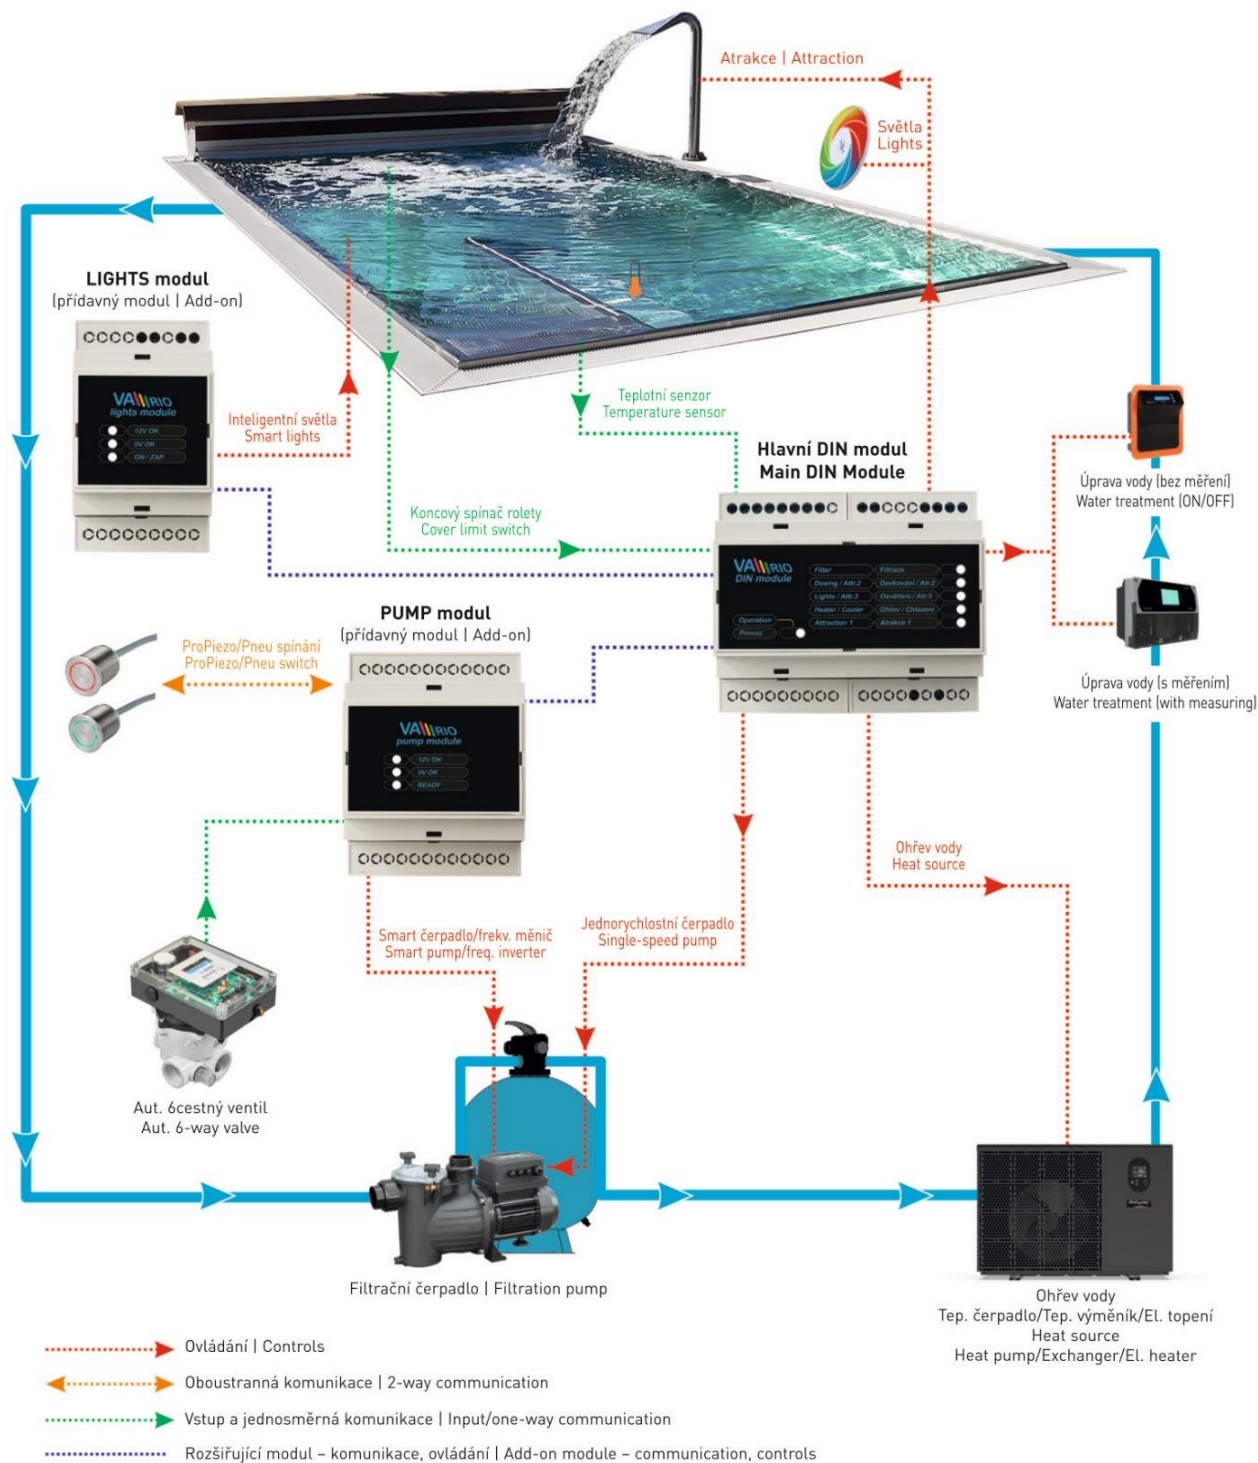 Atrakce | Attraction
Světla
Lights
LIGHTS modul
(přídavný modul | Add-on)
VA///RIO
lights module
12V OK
5V OK
ON / ZAP.
Inteligentní světla
Smart lights
Teplotní senzor
Temperature sensor
Koncový spínač rolety
Cover limit switch
Hlavní DIN modul
Main DIN Module
VA///RIO
DIN module
Filter Filtrace
Dosing / Attr.2 Davkování / Atr.2
Lights / Attr.3 Osvětlení / Atr.3
Heater / Cooler Ohřev / Chlazení
Attraction 1 Atrakce 1
Operation
Provoz
Úprava vody (bez měření)
Water treatment (ON/OFF)
Úprava vody (s měřením)
Water treatment (with measuring)
PUMP modul
(přídavný modul | Add-on)
ProPiezo/Pneu spínání
ProPiezo/Pneu switch
VA///RIO
pump module
12V OK
5V OK
READY
Ohřev vody
Heat source
Smart čerpadlo/frekv. měnič
Smart pump/freq. inverter
Jednorychlostní čerpadlo
Single-speed pump
Aut. 6cestný ventil
Aut. 6-way valve
Filtrační čerpadlo | Filtration pump
Ohřev vody
Tep. čerpadlo/Tep. výměník/El. topení
Heat source
Heat pump/Exchanger/El. heater
Ovládání | Controls
Oboustranná komunikace | 2-way communication
Vstup a jednosměrná komunikace | Input/one-way communication
Rozšiřující modul – komunikace, ovládání | Add-on module – communication, controls